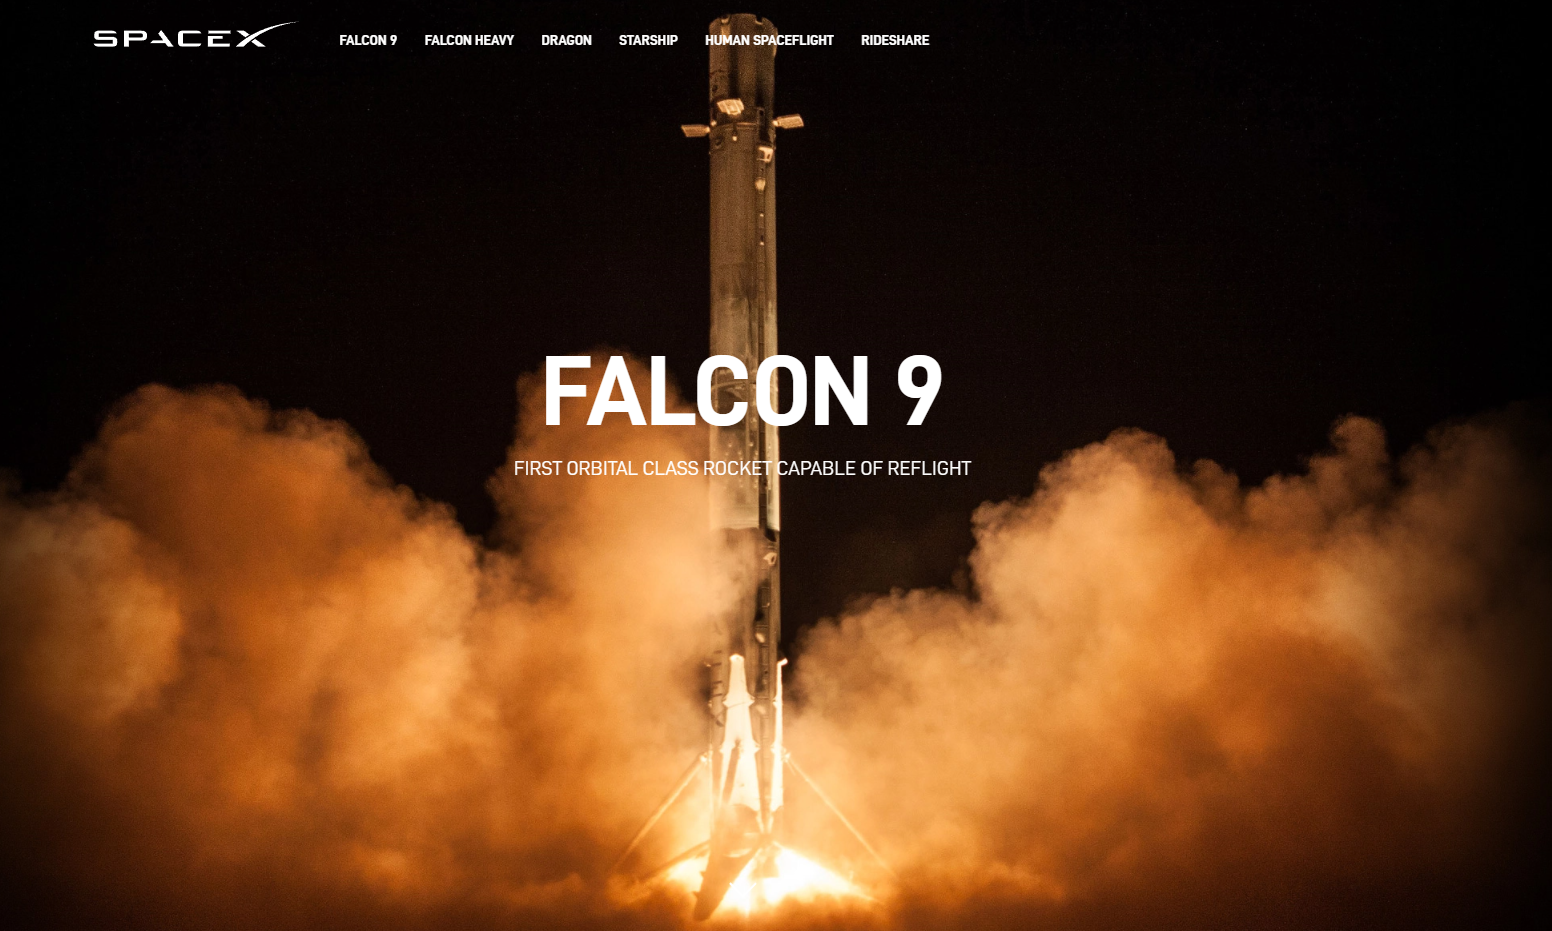 SPACEX FALCON 9 FALCON HEAVY DRAGON STARSHIP HUMAN SPACEFLIGHT RIDESHARE
FALCON 9
FIRST ORBITAL CLASS ROCKET CAPABLE OF REFLIGHT